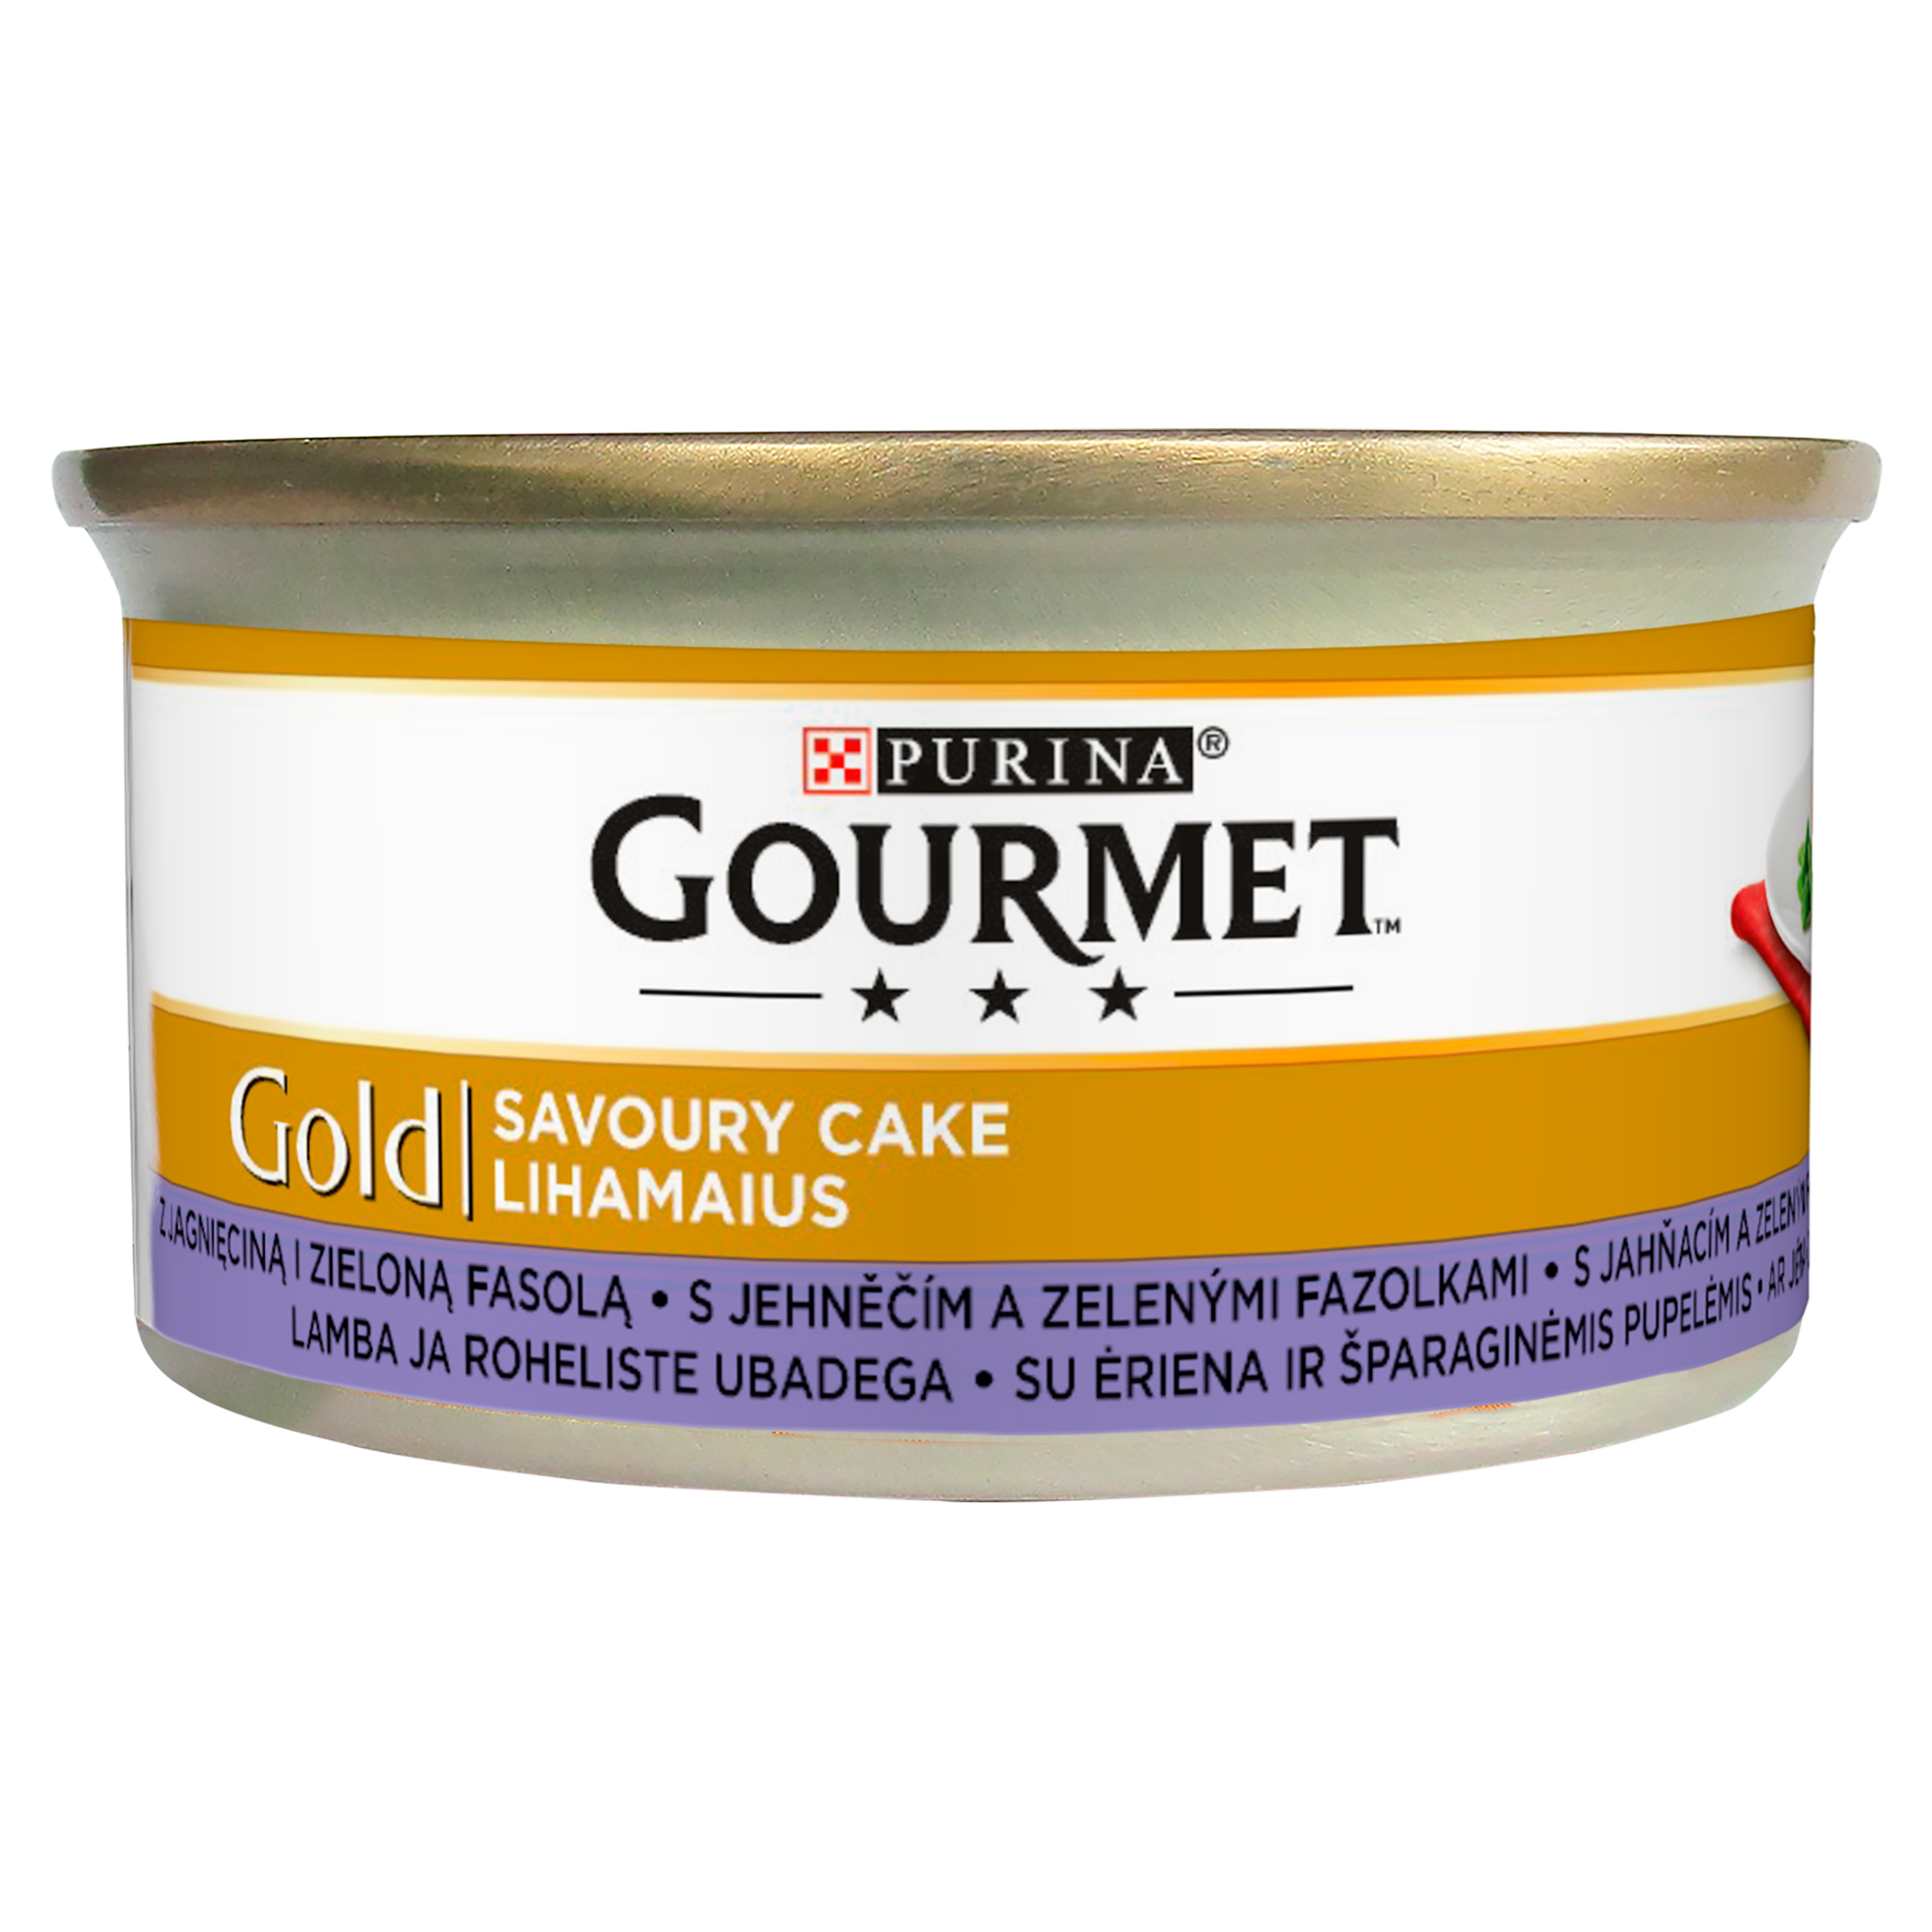 PURINA®
GOURMET™
Gold
SAVOURY CAKE
LIHAMAIUS
Z JAGNIĘCINĄ I ZIELONĄ FASOLĄ • S JEHNĚČÍM A ZELENÝMI FAZOLKAMI • S JAHŇACÍM A
LAMBA JA ROHELISTE UBADEGA • SU ĖRIENA IR ŠPARAGINĖMIS PUPELĖMIS • AR